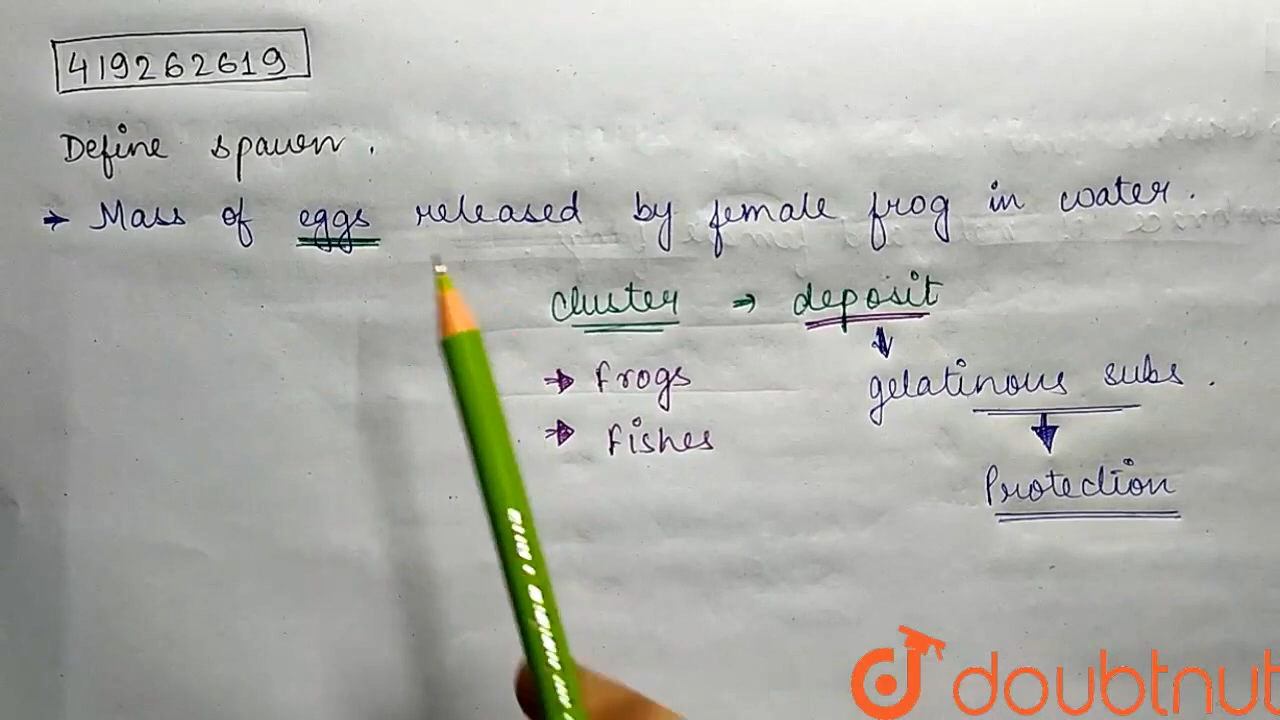 419262619
Define spawn.
→ Mass of eggs released by female frog in water.
cluster → deposit
→ frogs
gelatinous subs.
→ fishes
Protection
doubtnut